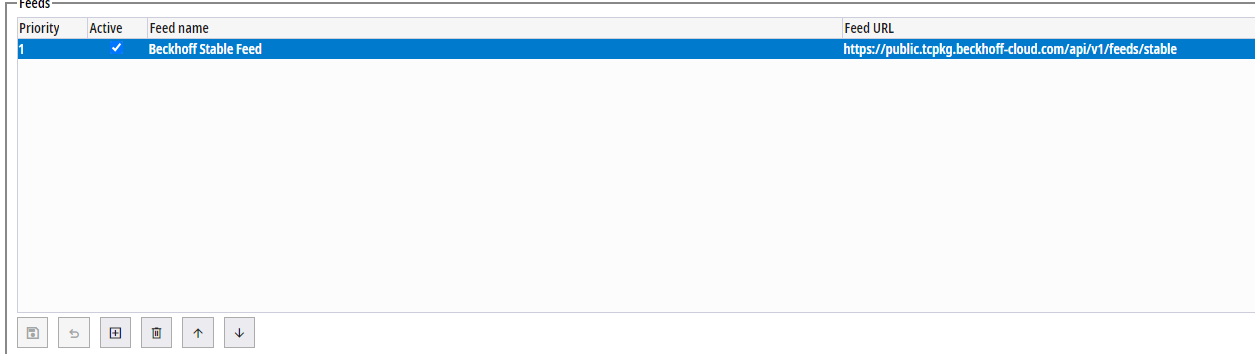 Feeds
Priority Active Feed name Feed URL
1 Beckhoff Stable Feed https://public.tcpkg.beckhoff-cloud.com/api/v1/feeds/stable